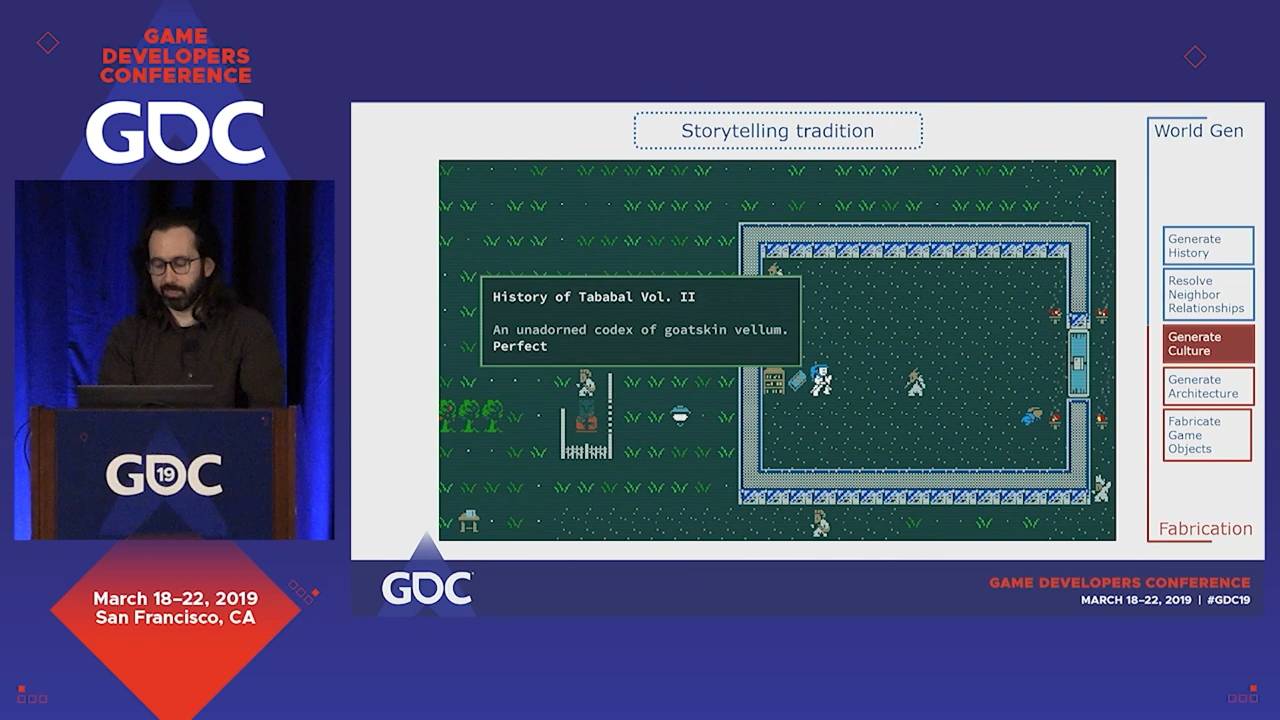 GAME
DEVELOPERS
CONFERENCE
GDC
GDC
19
March 18–22, 2019
San Francisco, CA
Storytelling tradition
History of Tababal Vol. II
An unadorned codex of goatskin vellum.
Perfect
World Gen
Generate
History
Resolve
Neighbor
Relationships
Generate
Culture
Generate
Architecture
Fabricate
Game
Objects
Fabrication
GDC
GAME DEVELOPERS CONFERENCE
MARCH 18–22, 2019 | #GDC19